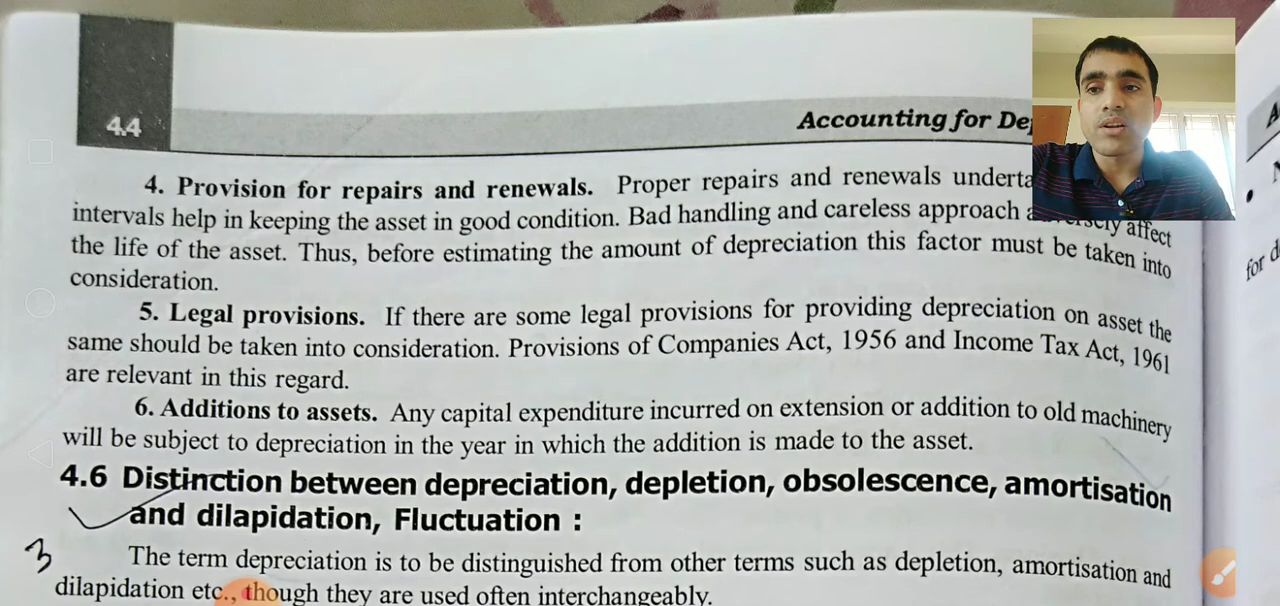 4.4
Accounting for De
4. Provision for repairs and renewals. Proper repairs and renewals underta
intervals help in keeping the asset in good condition. Bad handling and careless approach affect
the life of the asset. Thus, before estimating the amount of depreciation this factor must be taken into
consideration.
5. Legal provisions. If there are some legal provisions for providing depreciation on asset the
same should be taken into consideration. Provisions of Companies Act, 1956 and Income Tax Act, 1961
are relevant in this regard.
6. Additions to assets. Any capital expenditure incurred on extension or addition to old machinery
will be subject to depreciation in the year in which the addition is made to the asset.
4.6 Distinction between depreciation, depletion, obsolescence, amortisation
and dilapidation, Fluctuation :
3
The term depreciation is to be distinguished from other terms such as depletion, amortisation and
dilapidation etc., though they are used often interchangeably.
for d